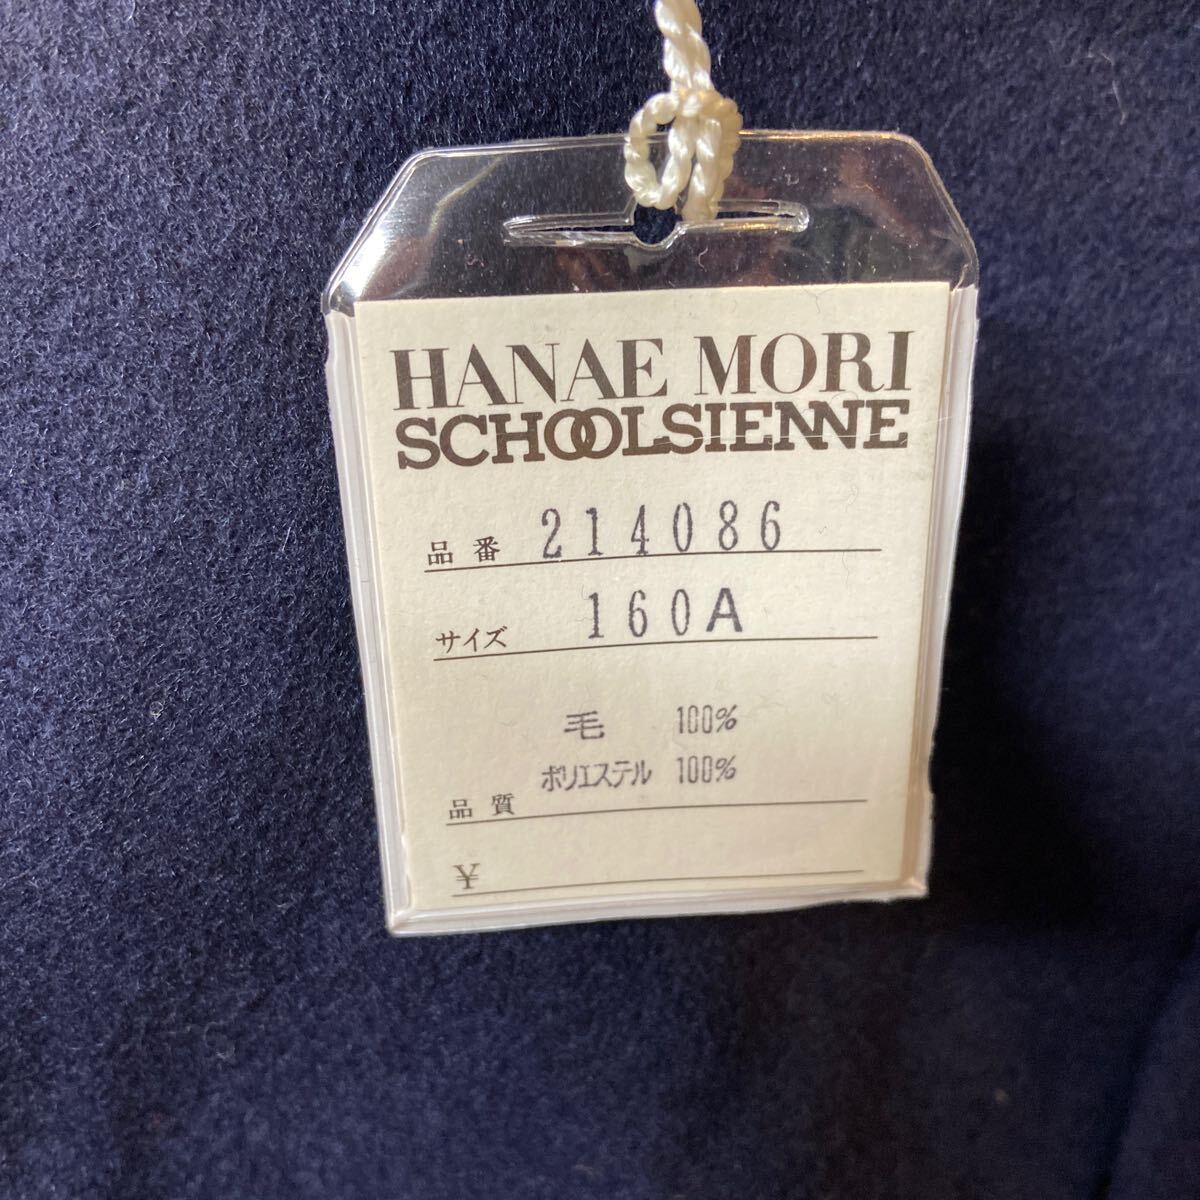 HANAE MORI
SCHOOLSIENNE
品番 214086
サイズ 160A
毛 100%
ポリエステル 100%
品質
¥